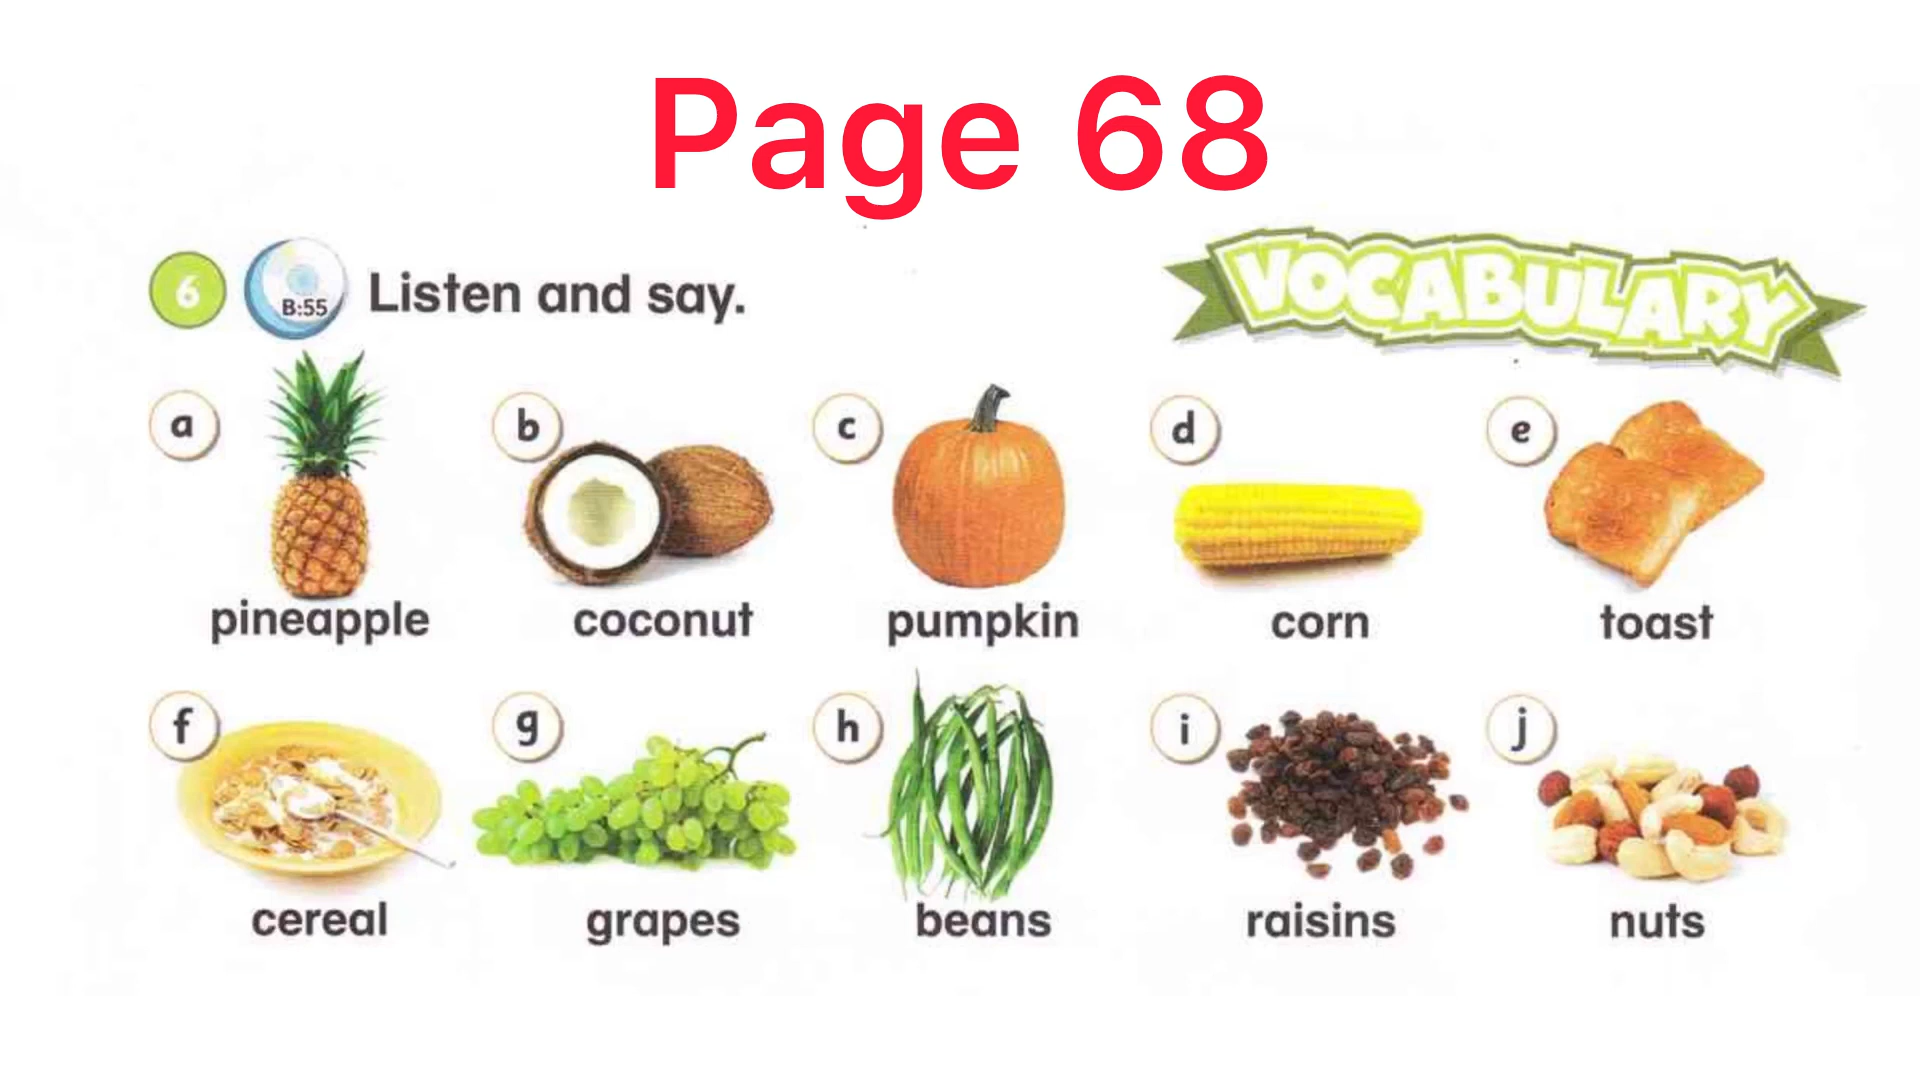 Page 68
6 B:55 Listen and say.
VOCABULARY
a b c d e
pineapple coconut pumpkin corn toast
f g h i j
cereal grapes beans raisins nuts